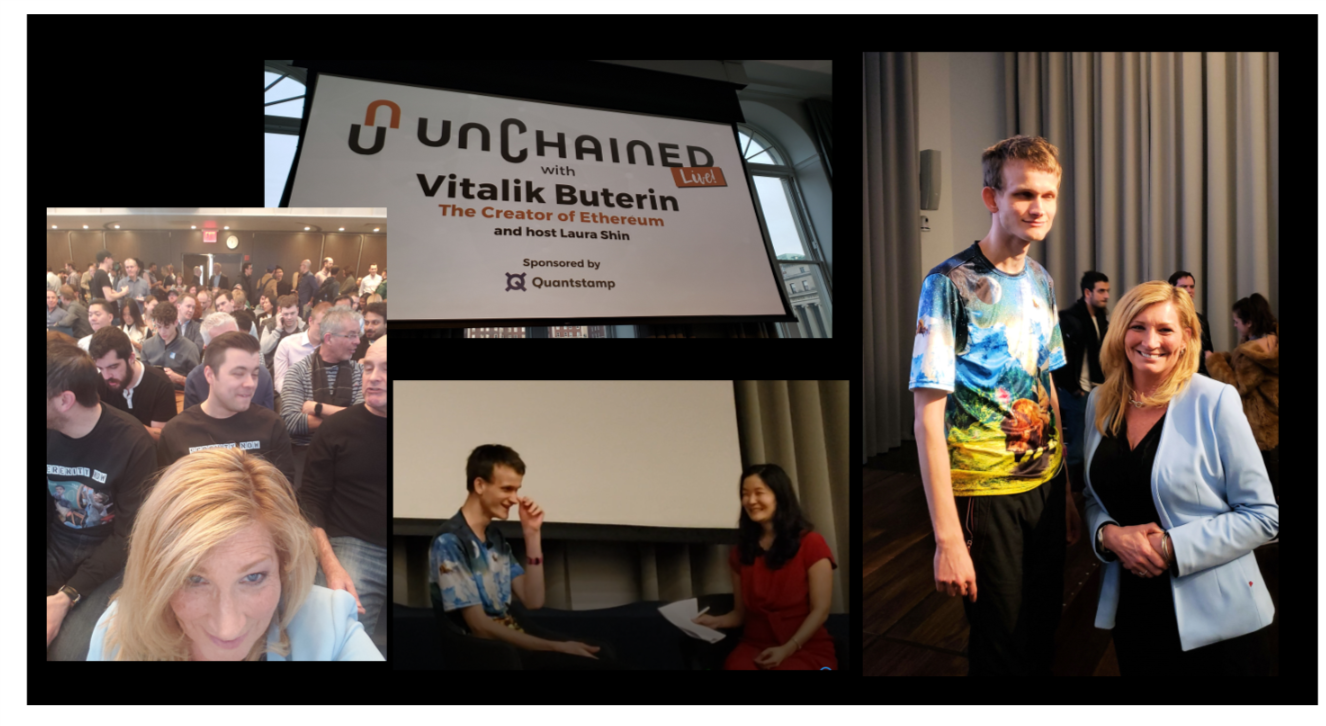 UNCHAINED
Live!
with
Vitalik Buterin
The Creator of Ethereum
and host Laura Shin
Sponsored by
Quantstamp